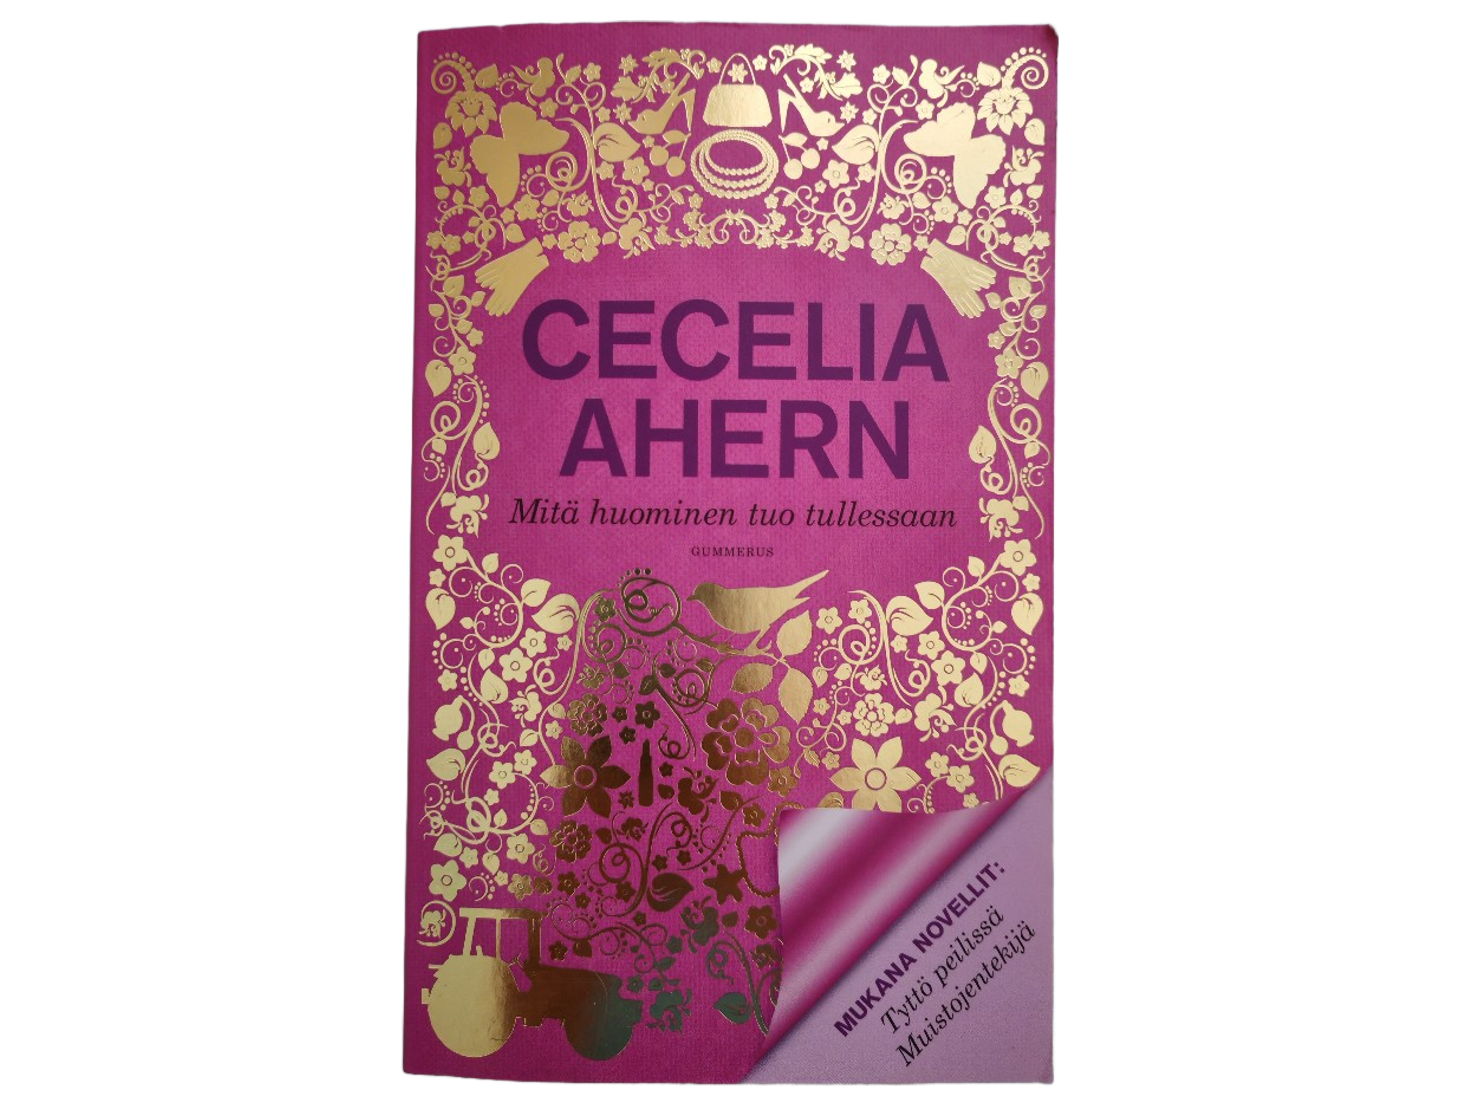 CECELIA
AHERN
Mitä huominen tuo tullessaan
GUMMERUS
MUKANA NOVELLIT:
Tyttö peilissä
Muistojentekijä